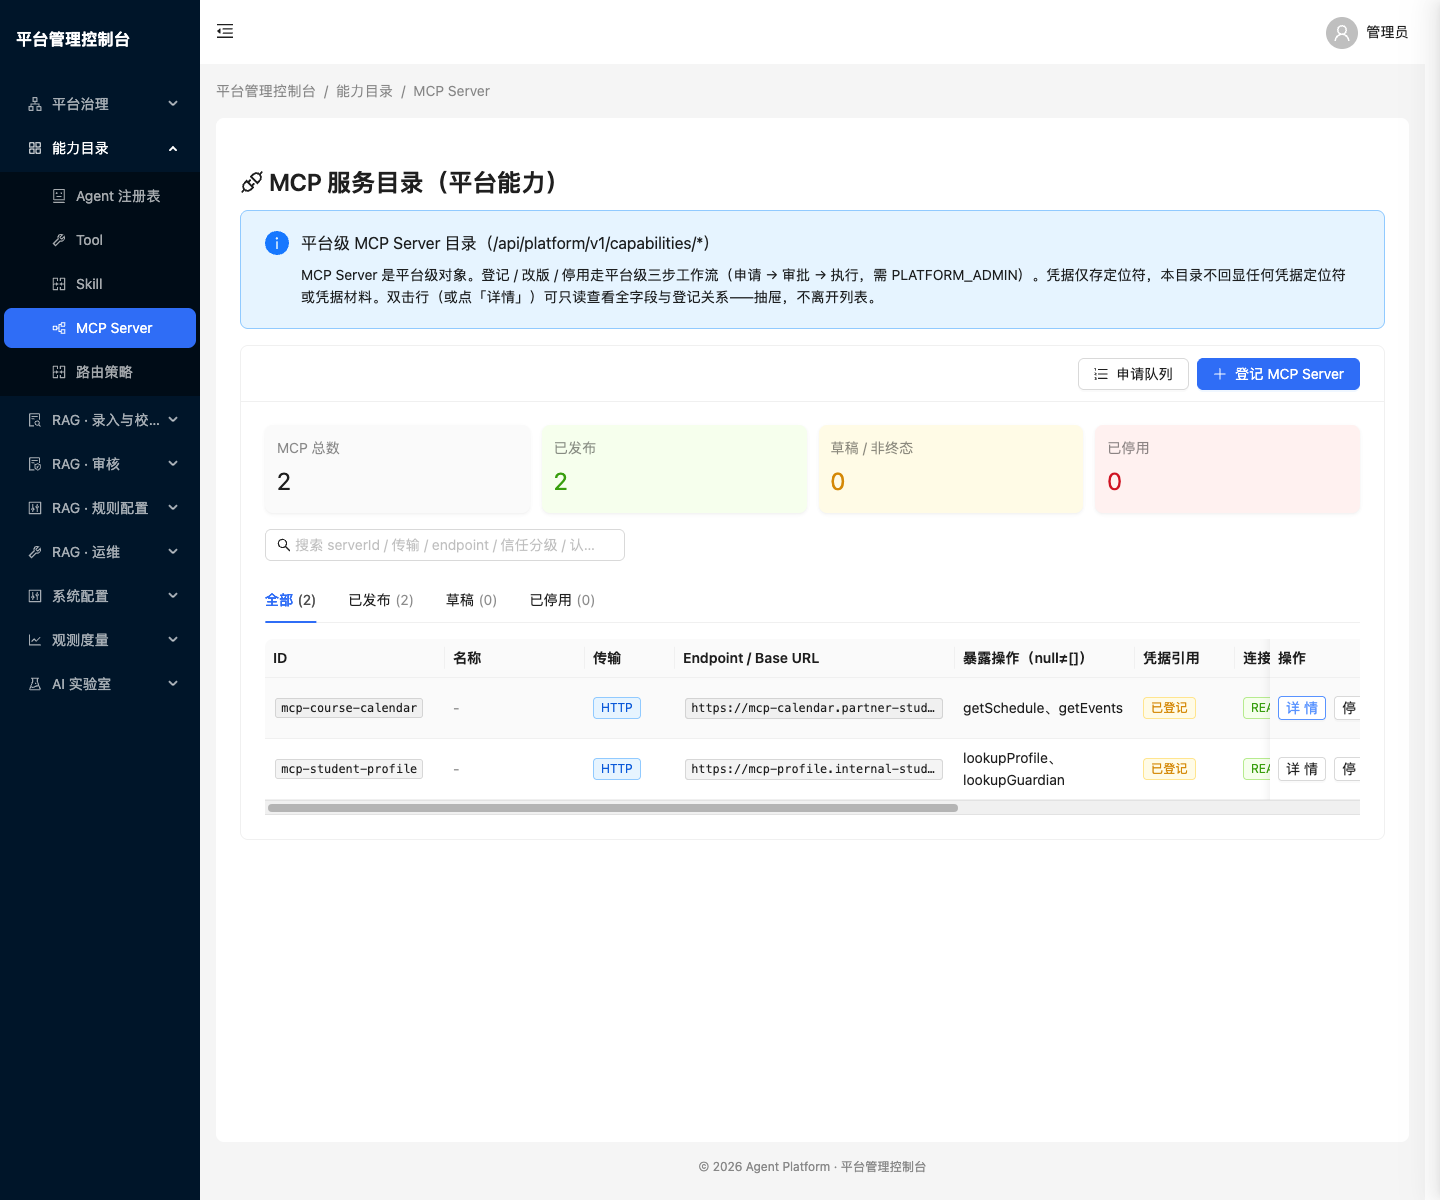 平台管理控制台
管理员
平台治理
能力目录
Agent 注册表
Tool
Skill
MCP Server
路由策略
RAG · 录入与校...
RAG · 审核
RAG · 规则配置
RAG · 运维
系统配置
观测度量
AI 实验室
平台管理控制台 / 能力目录 / MCP Server
MCP 服务目录（平台能力）
平台级 MCP Server 目录（/api/platform/v1/capabilities/*）
MCP Server 是平台级对象。登记 / 改版 / 停用走平台级三步工作流（申请 → 审批 → 执行，需 PLATFORM_ADMIN）。凭据仅存定位符，本目录不回显任何凭据定位符
或凭据材料。双击行（或点「详情」）可只读查看全字段与登记关系——抽屉，不离开列表。
申请队列
登记 MCP Server
MCP 总数
2
已发布
2
草稿 / 非终态
0
已停用
0
搜索 serverId / 传输 / endpoint / 信任分级 / 认...
全部 (2) 已发布 (2) 草稿 (0) 已停用 (0)
ID 名称 传输 Endpoint / Base URL 暴露操作（null≠[]） 凭据引用 连接 操作
mcp-course-calendar - HTTP https://mcp-calendar.partner-stud… getSchedule、getEvents 已登记 REA 详 情 停
mcp-student-profile - HTTP https://mcp-profile.internal-stud… lookupProfile、
lookupGuardian 已登记 REA 详 情 停
© 2026 Agent Platform · 平台管理控制台